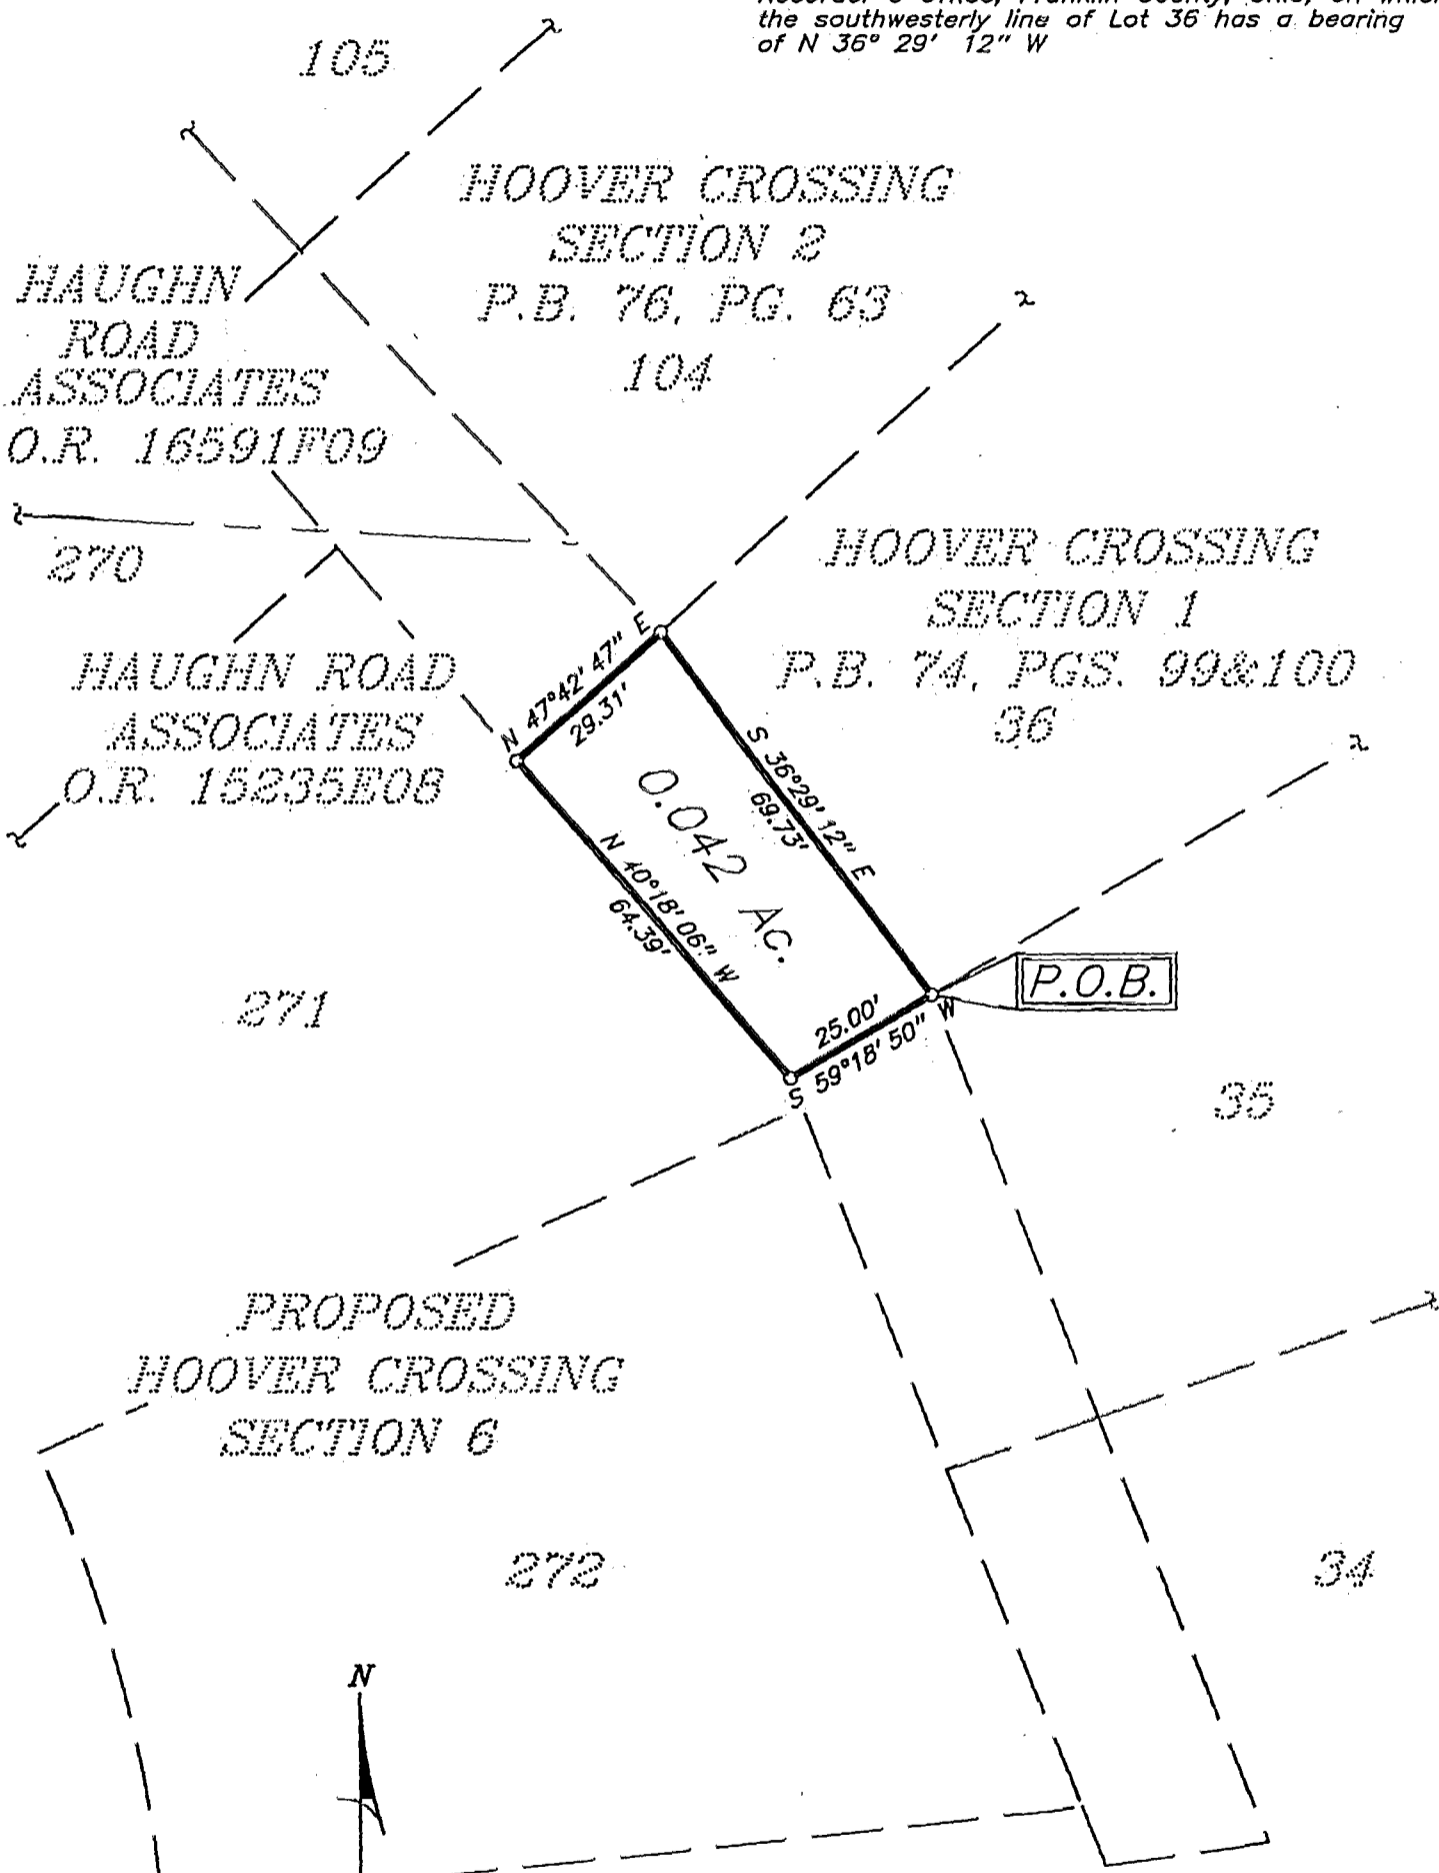 the southwesterly line of Lot 36 has a bearing
of N 36° 29' 12" W
105
HOOVER CROSSING
SECTION 2
P.B. 76, PG. 63
104
HAUGHN
ROAD
ASSOCIATES
O.R. 16591F09
270
HOOVER CROSSING
SECTION 1
P.B. 74, PGS. 99&100
36
HAUGHN ROAD
ASSOCIATES
O.R. 15235E08
N 47°42' 47" E
29.31'
S 36°29' 12" E
69.73'
0.042 AC.
N 40°18' 06" W
64.39'
P.O.B.
25.00'
S 59°18' 50" W
271
35
PROPOSED
HOOVER CROSSING
SECTION 6
272
34
N